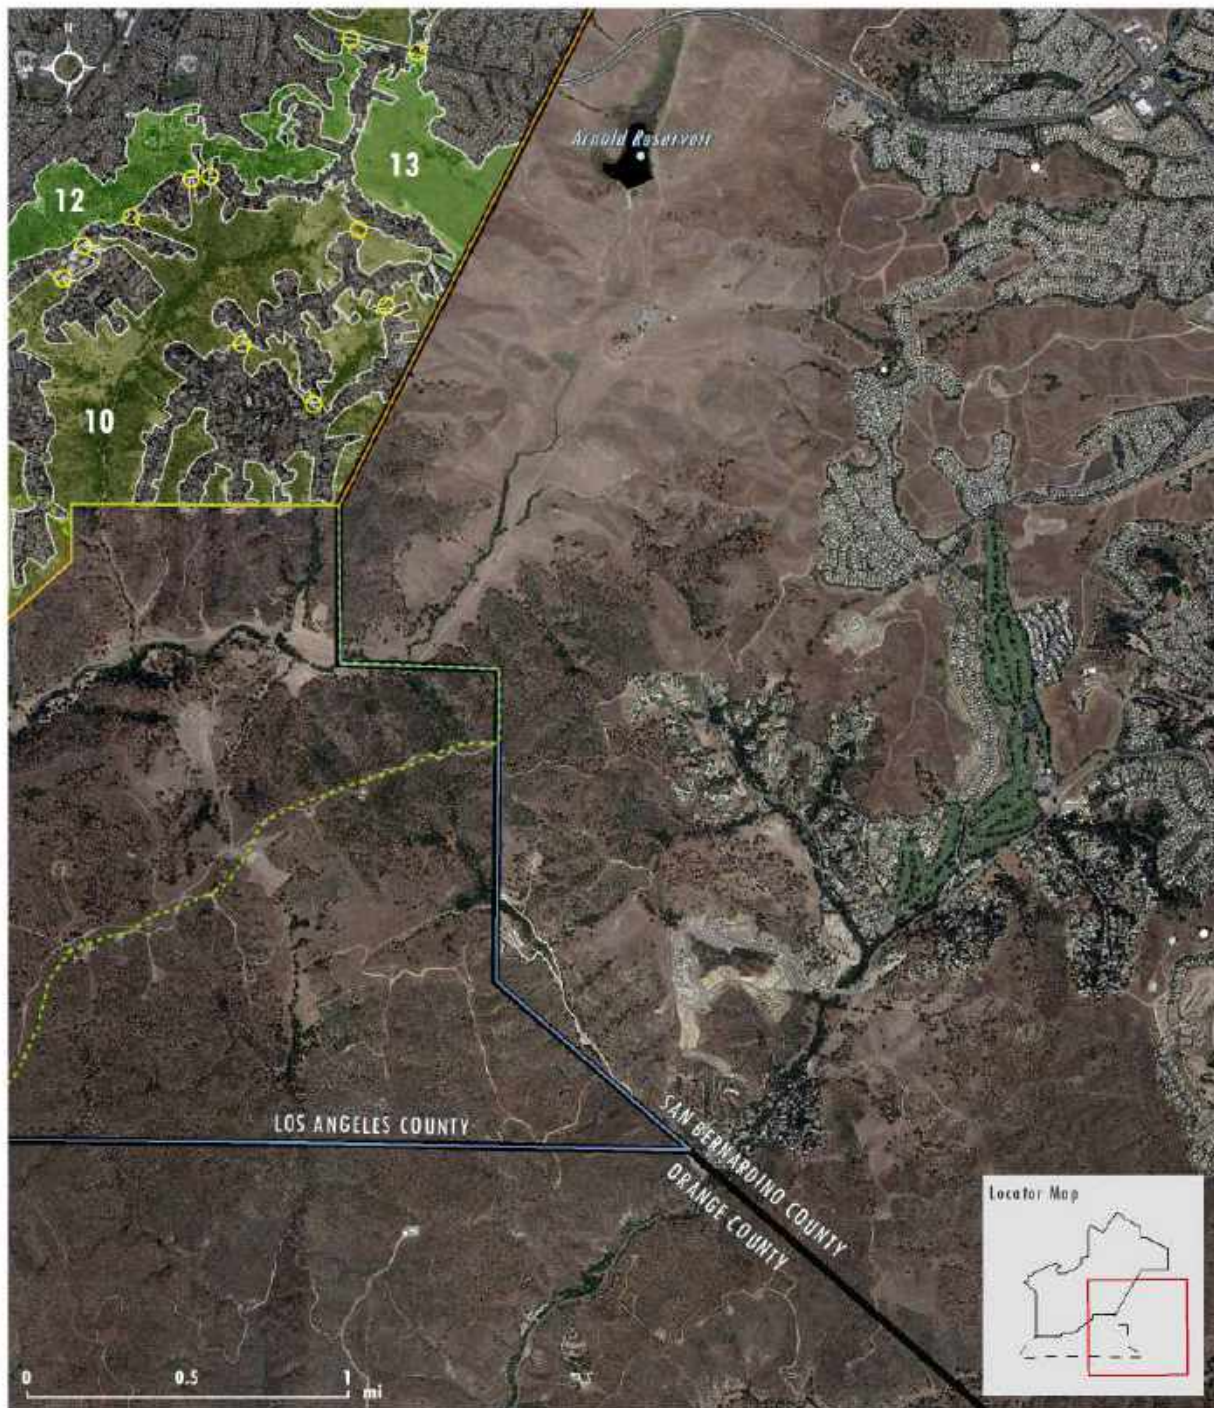 N
Arnold Reservoir
13
12
10
LOS ANGELES COUNTY
SAN BERNARDINO COUNTY
ORANGE COUNTY
Locator Map
0 0.5 1
mi